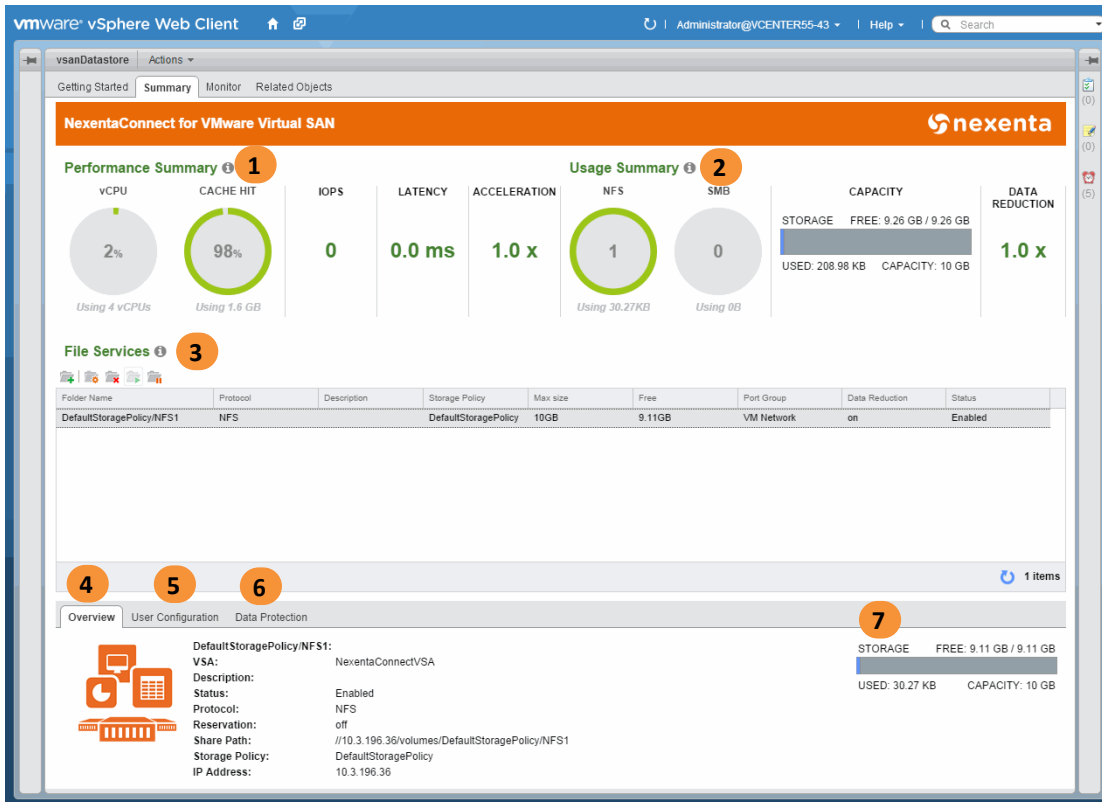 vmware® vSphere Web Client
Administrator@VCENTER55-43
Help
Search
vsanDatastore
Actions
Getting Started
Summary
Monitor
Related Objects
(0)
(0)
(5)
NexentaConnect for VMware Virtual SAN
nexenta
Performance Summary
1
Usage Summary
2
vCPU
CACHE HIT
IOPS
LATENCY
ACCELERATION
NFS
SMB
CAPACITY
DATA
REDUCTION
2%
98%
0
0.0 ms
1.0 x
1
0
STORAGE FREE: 9.26 GB / 9.26 GB
USED: 208.98 KB CAPACITY: 10 GB
1.0 x
Using 4 vCPUs
Using 1.6 GB
Using 30.27KB
Using 0B
File Services
3
Folder Name Protocol Description Storage Policy Max size Free Port Group Data Reduction Status
DefaultStoragePolicy/NFS1 NFS DefaultStoragePolicy 10GB 9.11GB VM Network on Enabled
1 items
4
5
6
7
Overview
User Configuration
Data Protection
DefaultStoragePolicy/NFS1:
VSA: NexentaConnectVSA
Description:
Status: Enabled
Protocol: NFS
Reservation: off
Share Path: //10.3.196.36/volumes/DefaultStoragePolicy/NFS1
Storage Policy: DefaultStoragePolicy
IP Address: 10.3.196.36
STORAGE FREE: 9.11 GB / 9.11 GB
USED: 30.27 KB CAPACITY: 10 GB